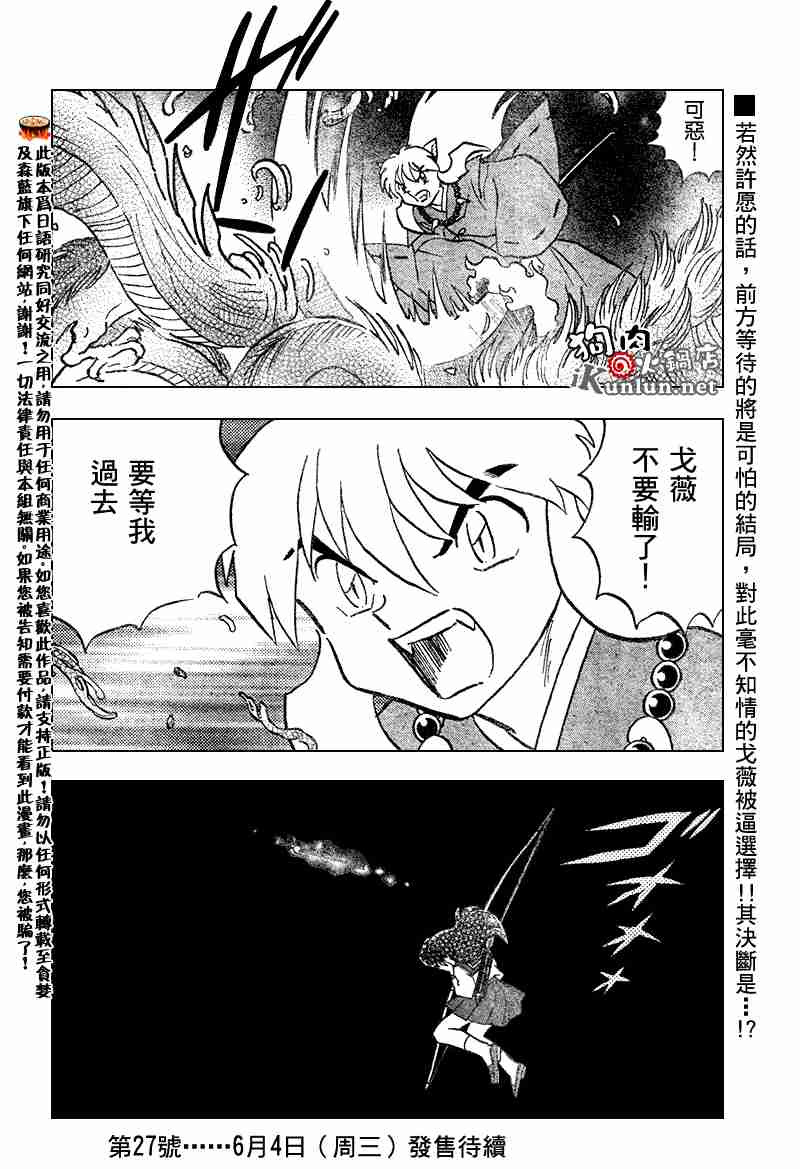 ■若然許愿的話，前方等待的將是可怕的結局，對此毫不知情的戈薇被逼選擇!!其決斷是…!?
可惡！
狗肉火鍋店
iKunlun.net
戈薇
不要輸了！
要等我
過去
此版本爲日語研究同好交流之用，請勿用于任何商業用途。如您喜歡此作品，請支持正版！請勿以任何形式轉載至貪婪
及森藍旗下任何網站，謝謝！一切法律責任與本組無關。如果您被告知需要付款才能看到此漫畫，那麼，您被騙了！
第27號……6月4日（周三）發售待續